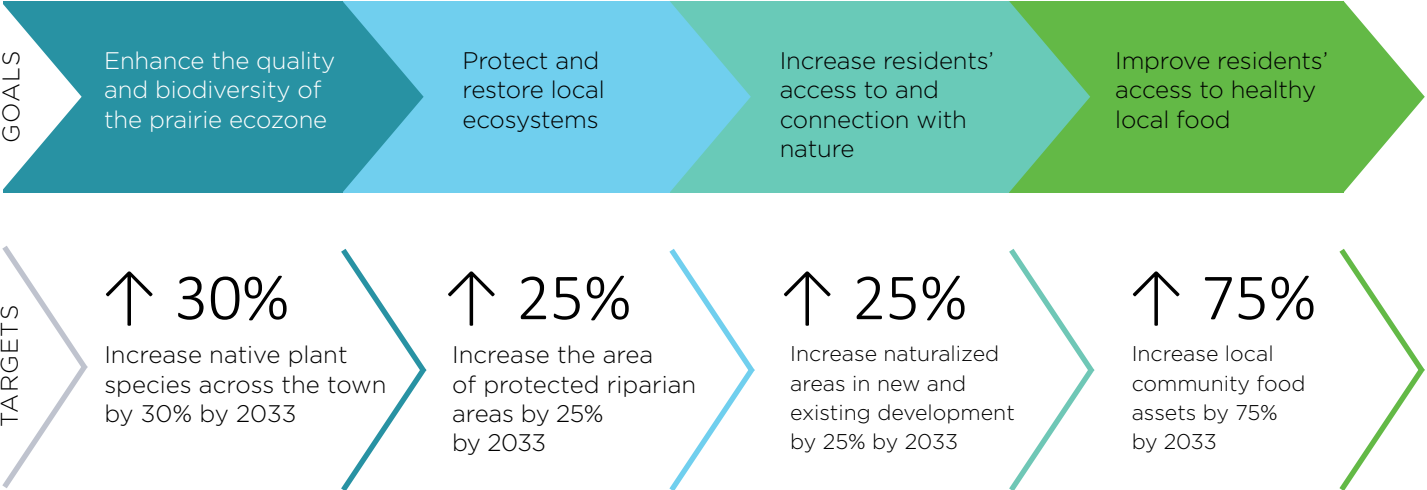 GOALS
Enhance the quality
and biodiversity of
the prairie ecozone
Protect and
restore local
ecosystems
Increase residents’
access to and
connection with
nature
Improve residents’
access to healthy
local food
TARGETS
↑ 30%
Increase native plant
species across the town
by 30% by 2033
↑ 25%
Increase the area
of protected riparian
areas by 25%
by 2033
↑ 25%
Increase naturalized
areas in new and
existing development
by 25% by 2033
↑ 75%
Increase local
community food
assets by 75%
by 2033